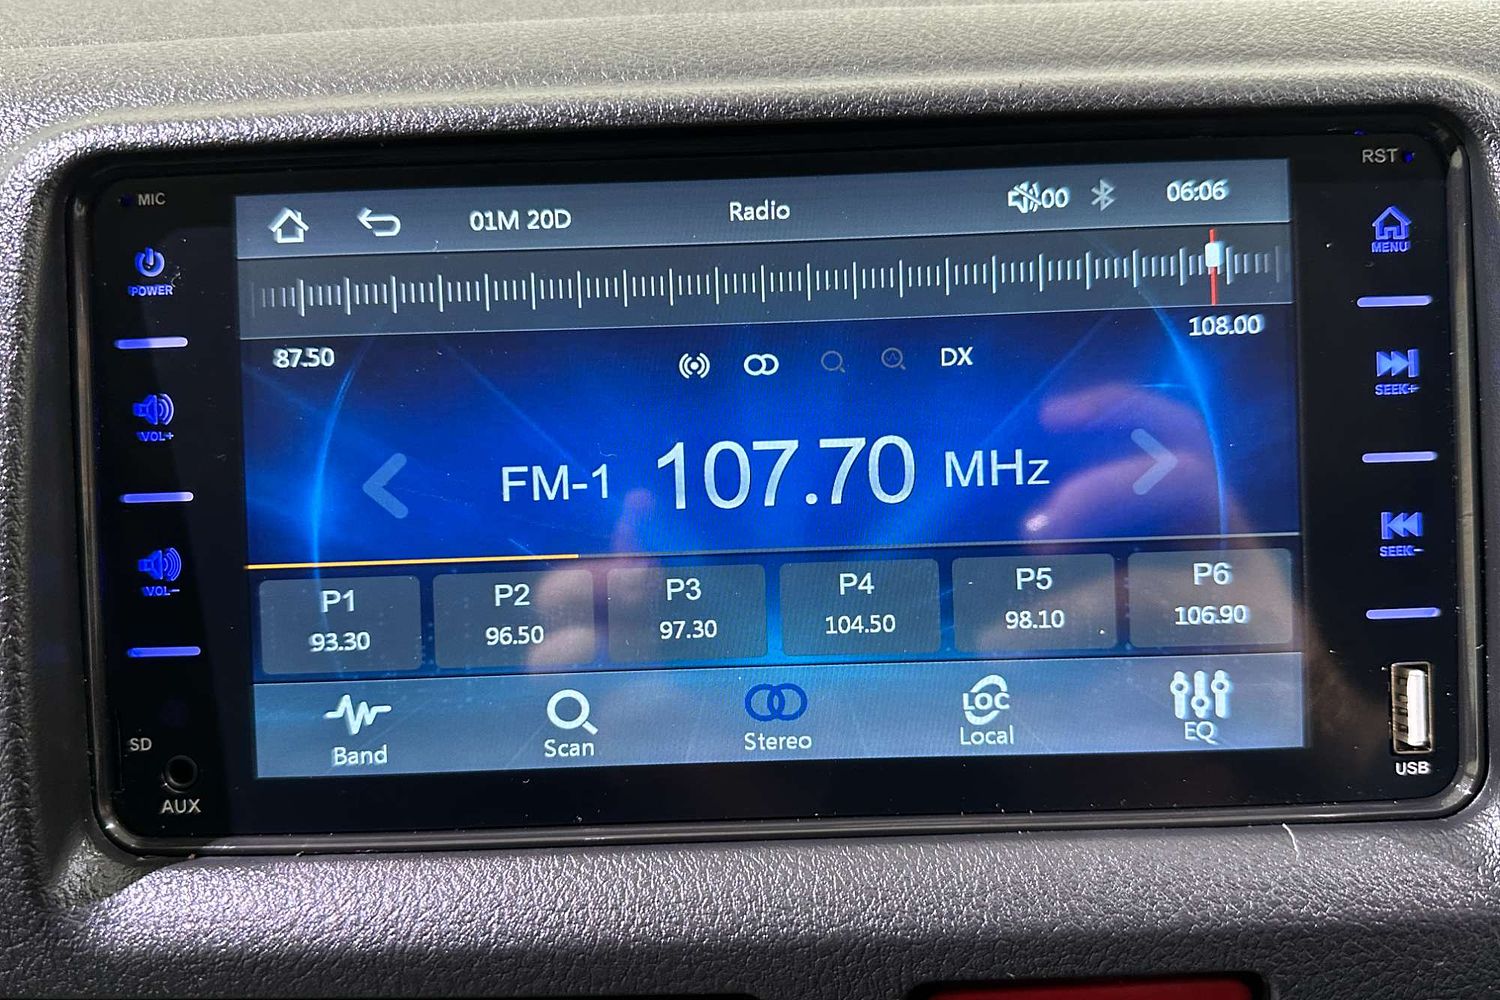 MIC
RST
POWER
VOL+
VOL-
SD
AUX
01M 20D
Radio
00
06:06
87.50
108.00
DX
FM-1 107.70 MHz
P1
93.30
P2
96.50
P3
97.30
P4
104.50
P5
98.10
P6
106.90
Band
Scan
Stereo
LOC
Local
EQ
MENU
SEEK+
SEEK-
USB